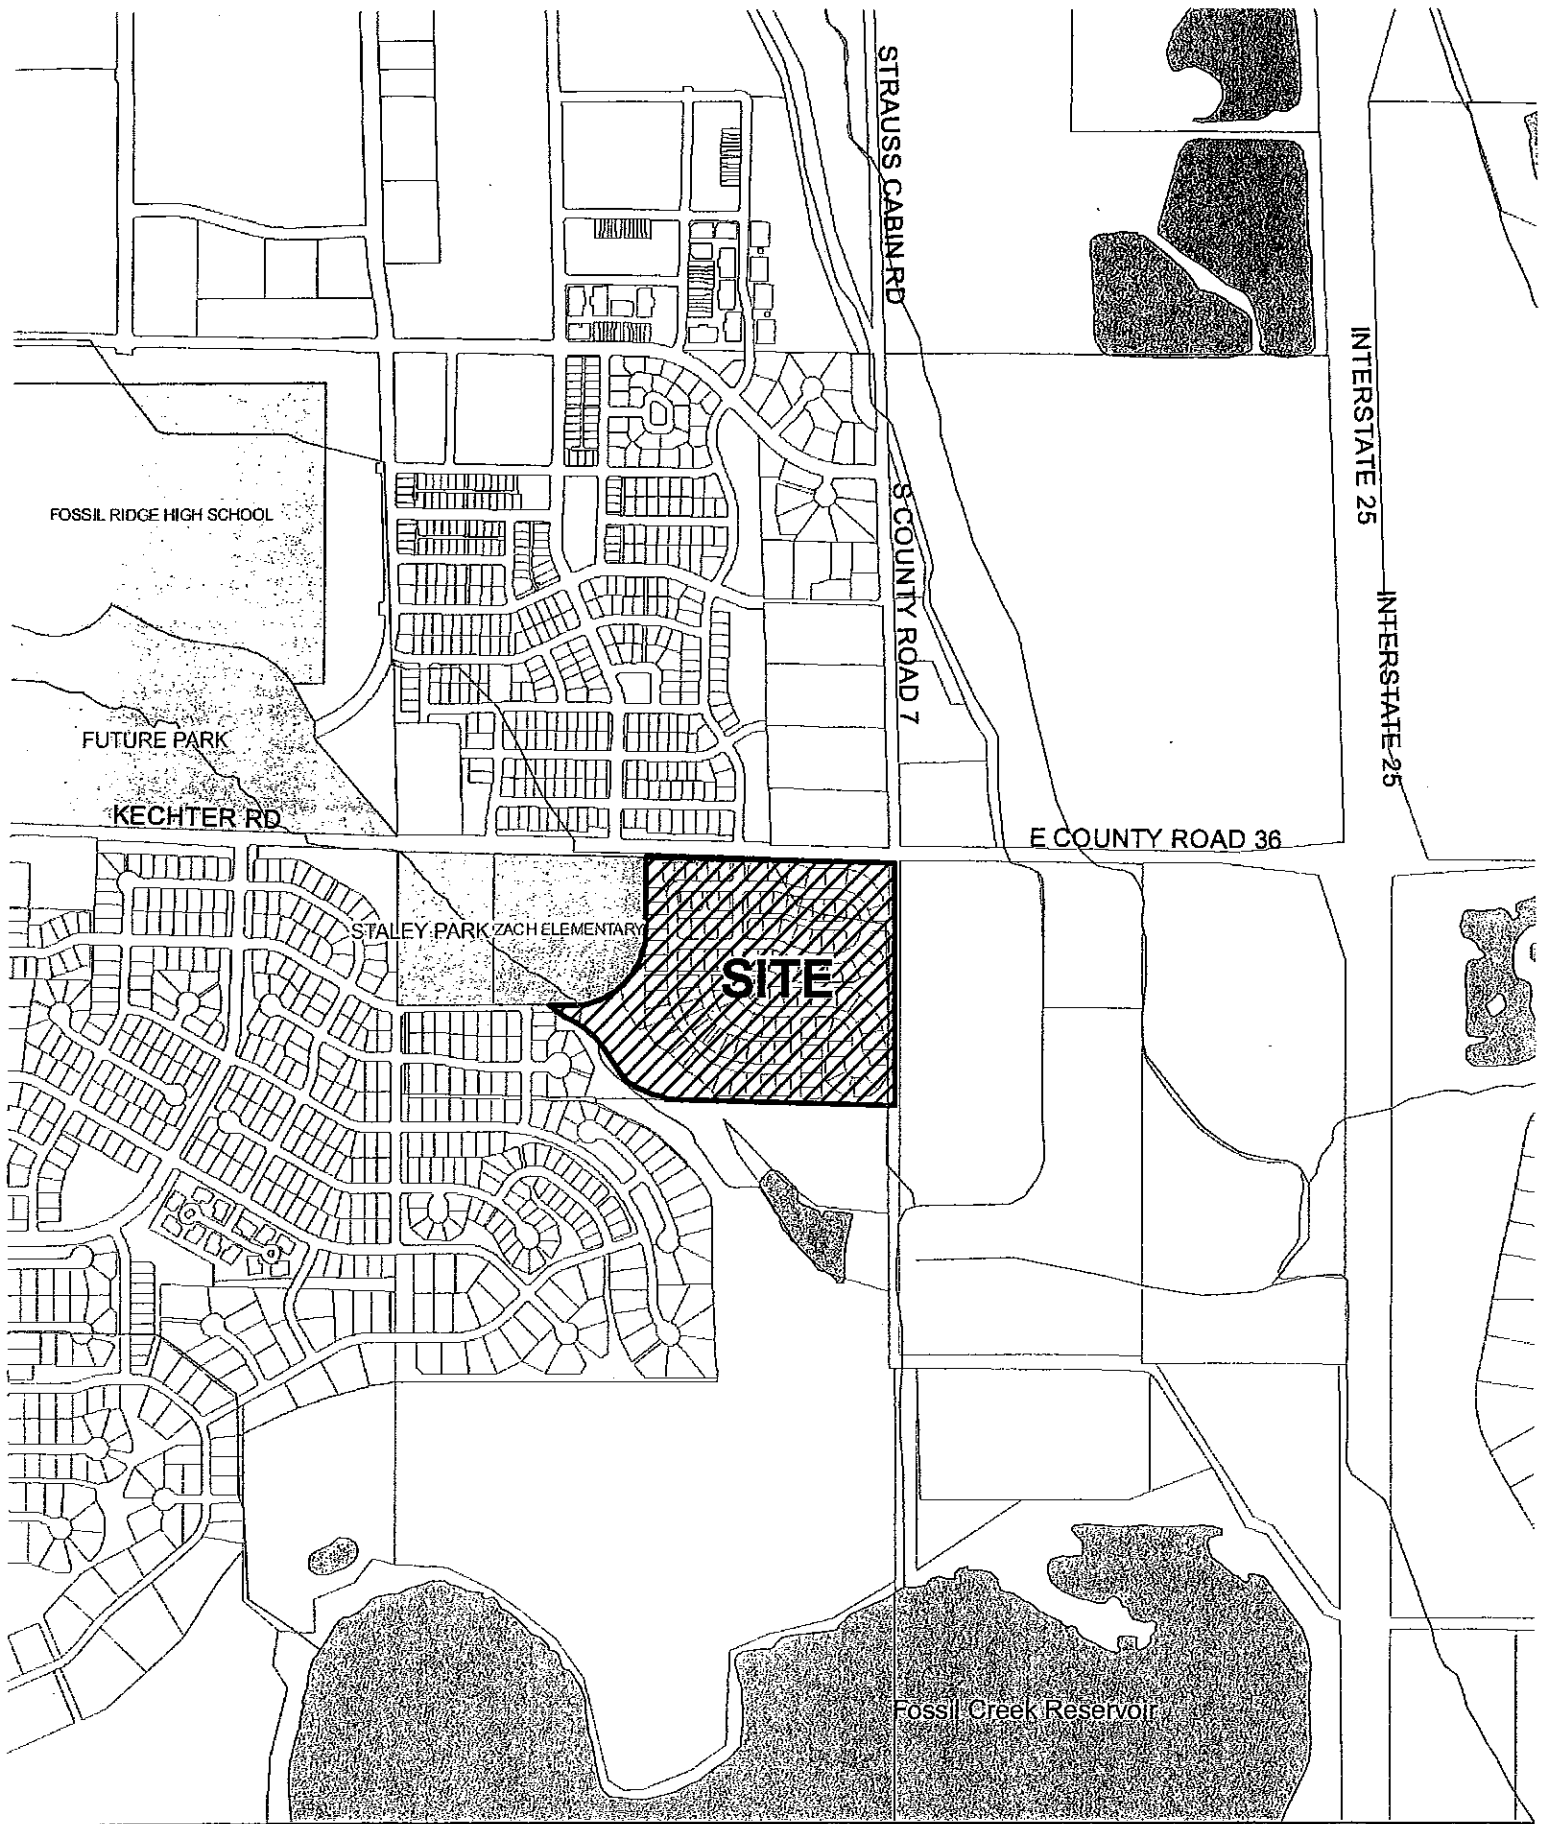 STRAUSS CABIN RD
INTERSTATE 25
S COUNTY ROAD 7
FOSSIL RIDGE HIGH SCHOOL
INTERSTATE 25
FUTURE PARK
KECHTER RD
E COUNTY ROAD 36
STALEY PARK
ZACH ELEMENTARY
SITE
Fossil Creek Reservoir